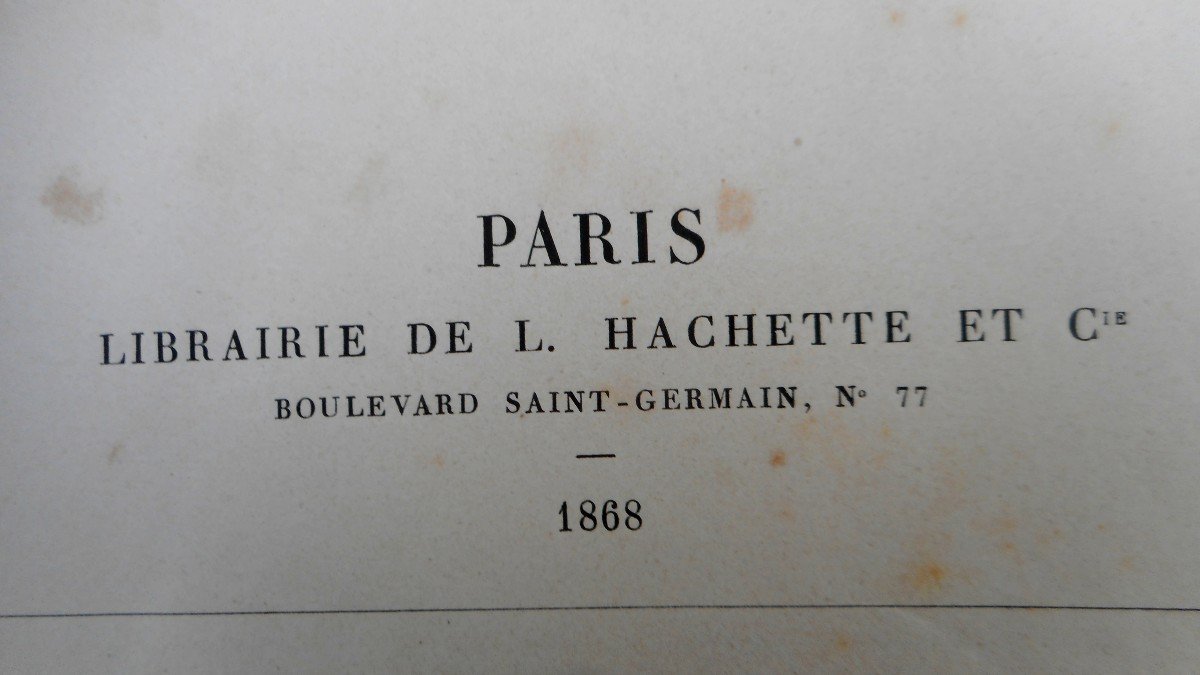 PARIS
LIBRAIRIE DE L. HACHETTE ET CIE
BOULEVARD SAINT-GERMAIN, No 77
—
1868